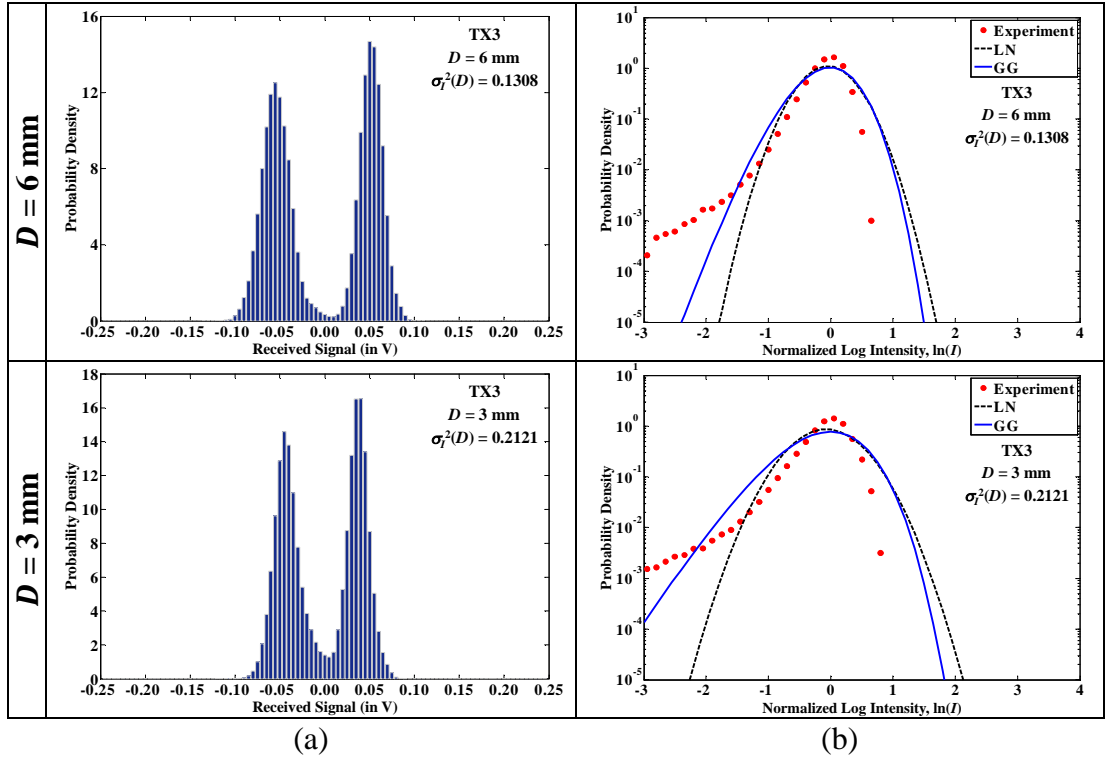 D = 6 mm
16
12
8
4
0
-0.25 -0.20 -0.15 -0.10 -0.05 0.00 0.05 0.10 0.15 0.20 0.25
Received Signal (in V)
Probability Density
TX3
D = 6 mm
σI²(D) = 0.1308
10^1
10^0
10^-1
10^-2
10^-3
10^-4
10^-5
-3 -2 -1 0 1 2 3 4
Normalized Log Intensity, ln(I)
Probability Density
Experiment
LN
GG
TX3
D = 6 mm
σI²(D) = 0.1308
D = 3 mm
18
16
14
12
10
8
6
4
2
0
-0.25 -0.20 -0.15 -0.10 -0.05 0.00 0.05 0.10 0.15 0.20 0.25
Received Signal (in V)
Probability Density
TX3
D = 3 mm
σI²(D) = 0.2121
10^1
10^0
10^-1
10^-2
10^-3
10^-4
10^-5
-3 -2 -1 0 1 2 3 4
Normalized Log Intensity, ln(I)
Probability Density
Experiment
LN
GG
TX3
D = 3 mm
σI²(D) = 0.2121
(a)
(b)